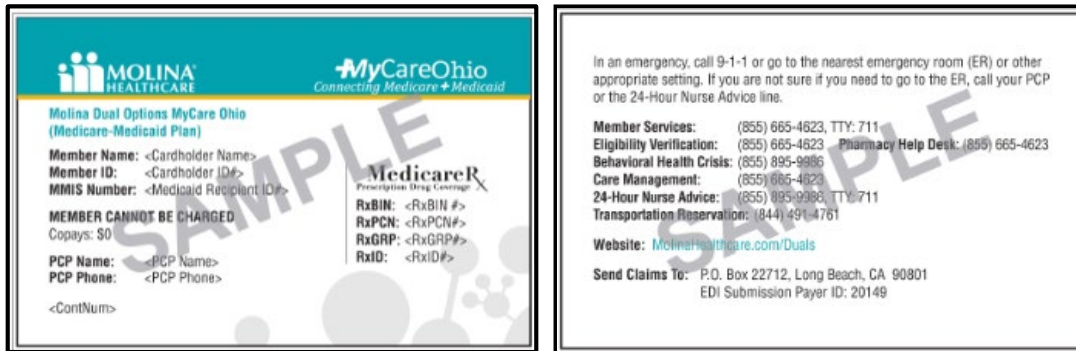 MOLINA
HEALTHCARE
MyCareOhio
Connecting Medicare + Medicaid
Molina Dual Options MyCare Ohio
(Medicare-Medicaid Plan)
Member Name: <Cardholder Name>
Member ID: <Cardholder ID#>
MMIS Number: <Medicaid Recipient ID#>
MEMBER CANNOT BE CHARGED
Copays: $0
PCP Name: <PCP Name>
PCP Phone: <PCP Phone>
<ContNum>
MedicareRx
Prescription Drug Coverage
RxBIN: <RxBIN #>
RxPCN: <RxPCN#>
RxGRP: <RxGRP#>
RxID: <RxID#>
SAMPLE
In an emergency, call 9-1-1 or go to the nearest emergency room (ER) or other
appropriate setting. If you are not sure if you need to go to the ER, call your PCP
or the 24-Hour Nurse Advice line.
Member Services: (855) 665-4623, TTY: 711
Eligibility Verification: (855) 665-4623 Pharmacy Help Desk: (855) 665-4623
Behavioral Health Crisis: (855) 895-9986
Care Management: (855) 665-4623
24-Hour Nurse Advice: (855) 895-9986, TTY: 711
Transportation Reservation: (844) 491-4761
Website: MolinaHealthcare.com/Duals
Send Claims To: P.O. Box 22712, Long Beach, CA 90801
EDI Submission Payer ID: 20149
SAMPLE